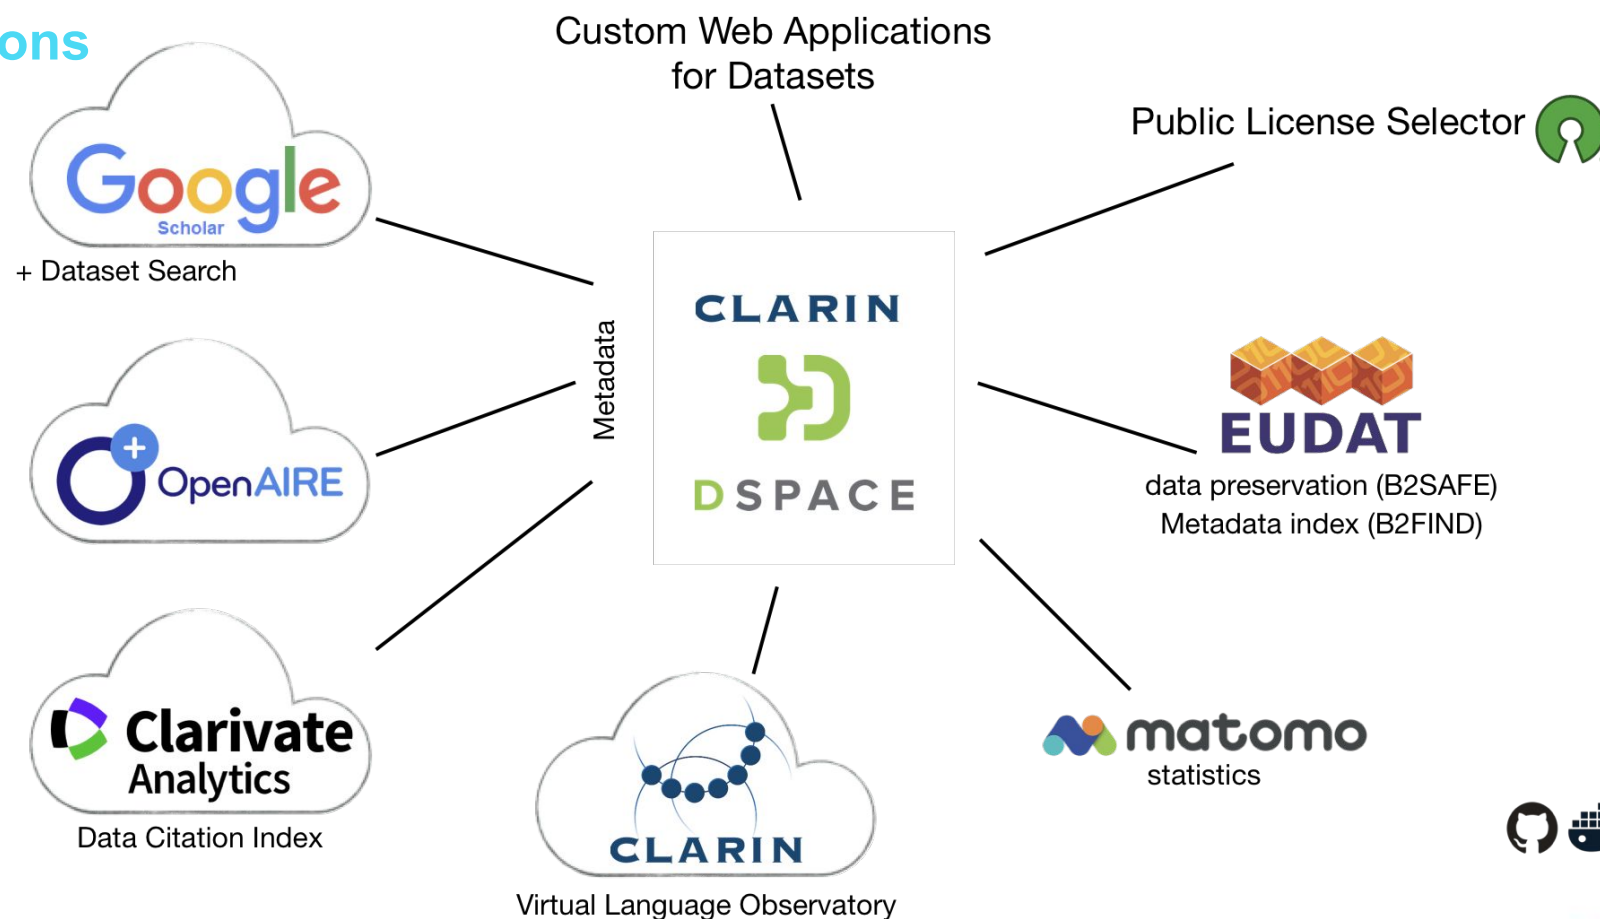 ons
Custom Web Applications
for Datasets
Public License Selector
Google
Scholar
+ Dataset Search
Metadata
CLARIN
DSPACE
OpenAIRE
EUDAT
data preservation (B2SAFE)
Metadata index (B2FIND)
Clarivate
Analytics
Data Citation Index
CLARIN
Virtual Language Observatory
matomo
statistics